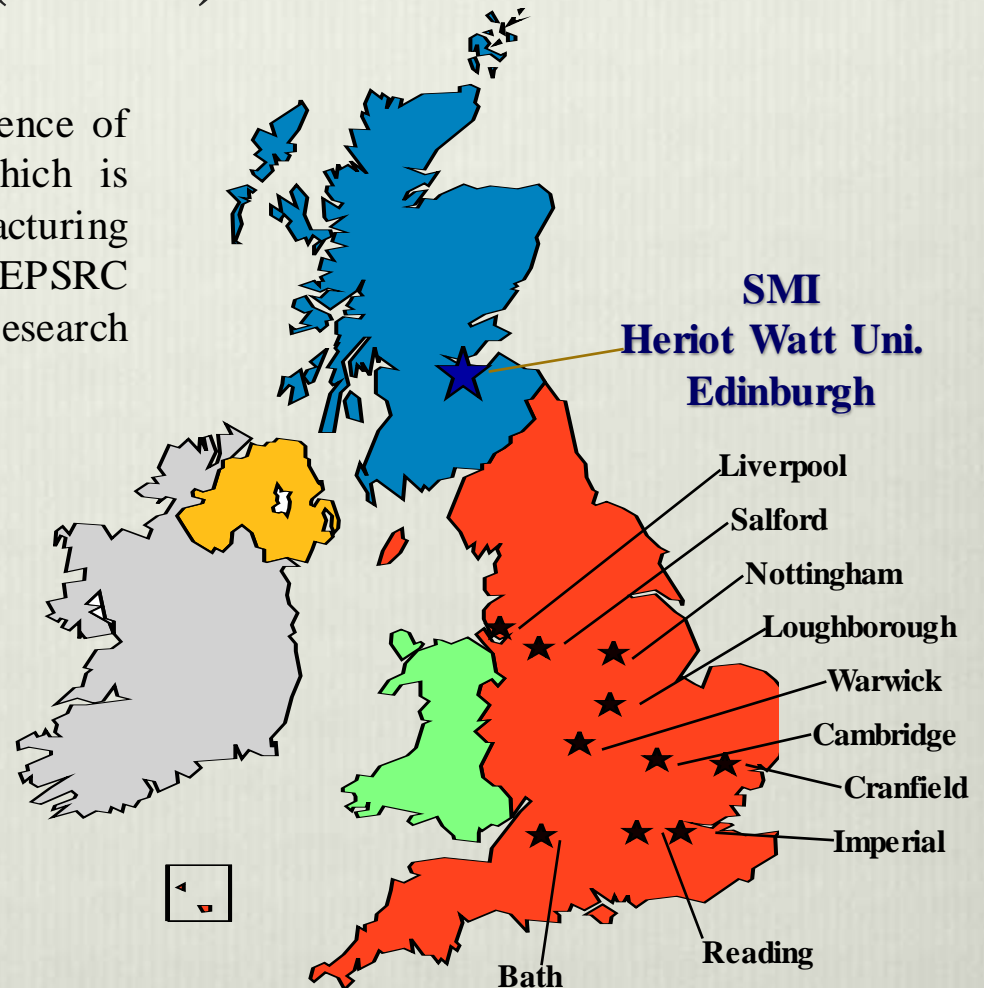 ence of
hich is
acturing
EPSRC
esearch
SMI
Heriot Watt Uni.
Edinburgh
Liverpool
Salford
Nottingham
Loughborough
Warwick
Cambridge
Cranfield
Imperial
Reading
Bath